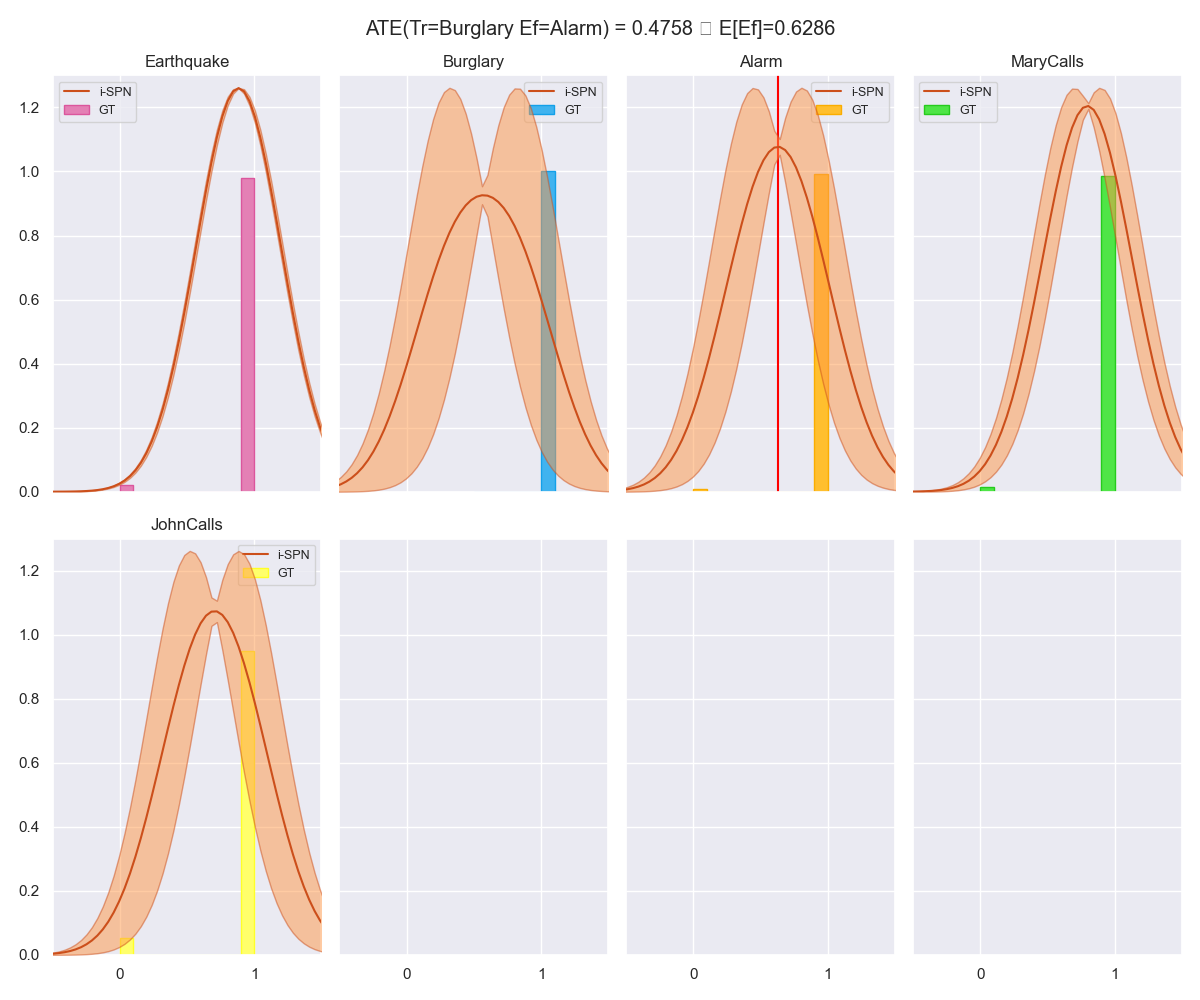 ATE(Tr=Burglary Ef=Alarm) = 0.4758 ▯ E[Ef]=0.6286
Earthquake
Burglary
Alarm
MaryCalls
i-SPN
GT
i-SPN
GT
i-SPN
GT
i-SPN
GT
1.2
1.0
0.8
0.6
0.4
0.2
0.0
JohnCalls
i-SPN
GT
1.2
1.0
0.8
0.6
0.4
0.2
0.0
0 1
0 1
0 1
0 1